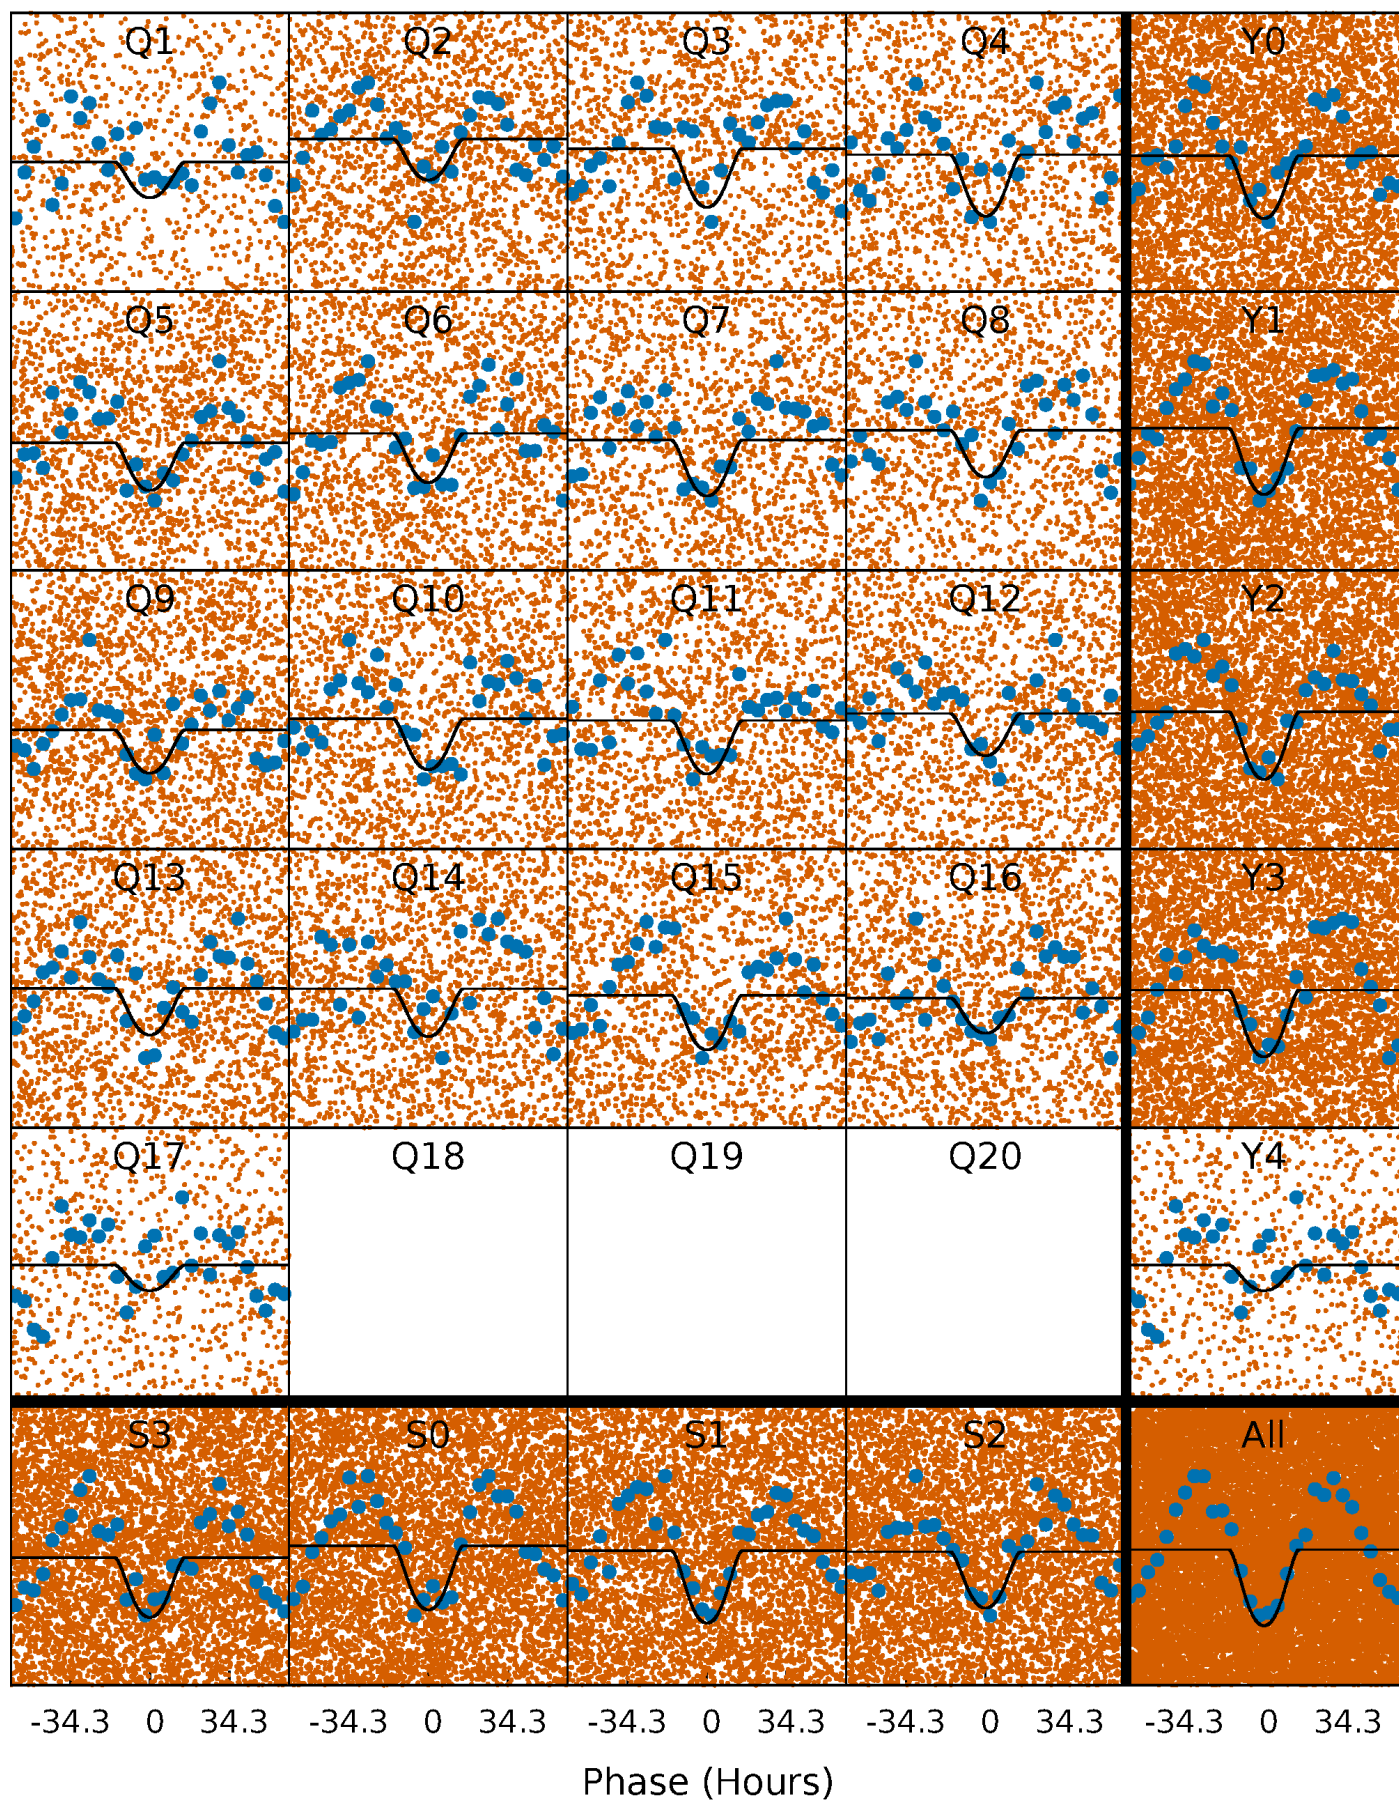 Q1 Q2 Q3 Q4 Y0
Q5 Q6 Q7 Q8 Y1
Q9 Q10 Q11 Q12 Y2
Q13 Q14 Q15 Q16 Y3
Q17 Q18 Q19 Q20 Y4
S3 S0 S1 S2 All
-34.3 0 34.3 -34.3 0 34.3 -34.3 0 34.3 -34.3 0 34.3 -34.3 0 34.3
Phase (Hours)